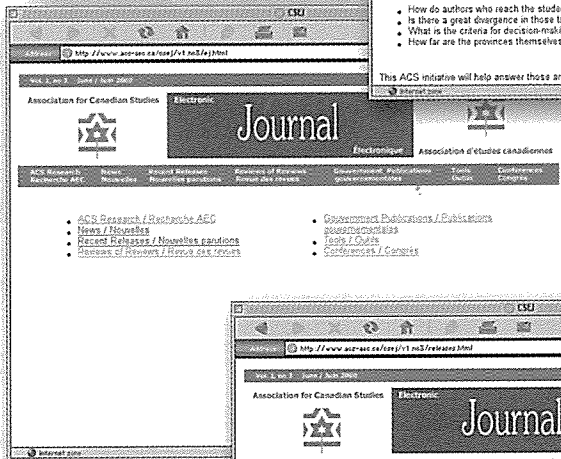 CSEJ
http://www.acs-aec.ca/csej/v1.no3/ej.html
Vol. 1, no 3 June / Juin 2000
Association for Canadian Studies
Electronic
Journal
Électronique
Association d'études canadiennes
ACS Research News Recent Releases Reviews of Reviews Government Publications Tools Conferences
Recherche AEC Nouvelles Nouvelles parutions Revue des revues gouvernementales Outils Congrès
• ACS Research / Recherche AEC
• News / Nouvelles
• Recent Releases / Nouvelles parutions
• Reviews of Reviews / Revue des revues
• Government Publications / Publications
gouvernementales
• Tools / Outils
• Conferences / Congrès
Internet zone
• How do authors who reach the stude
• Is there a great divergence in those t
• What is the criteria for decision-maki
• How far are the provinces themselves
This ACS initiative will help answer those an
Internet zone
CSEJ
http://www.acs-aec.ca/csej/v1.no3/releases.html
Vol. 1, no 3 June / Juin 2000
Association for Canadian Studies
Electronic
Journal